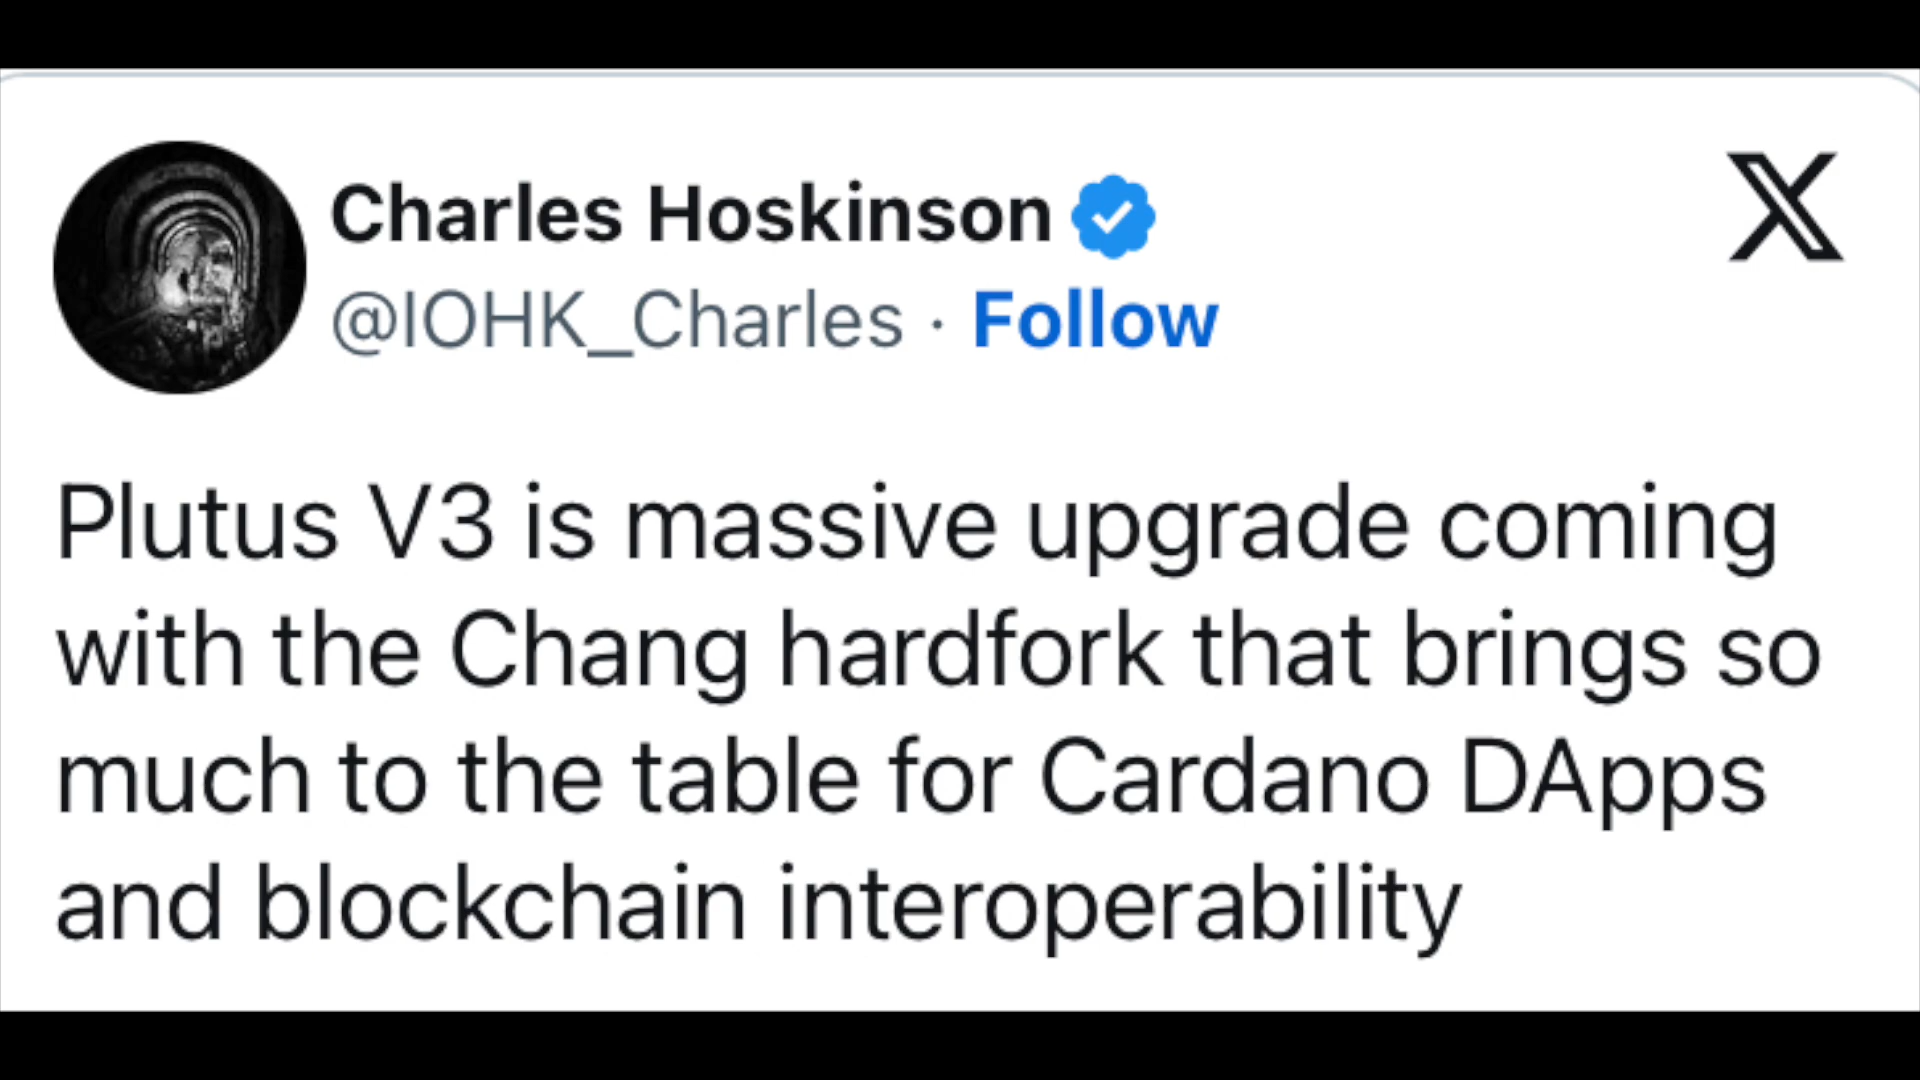 Charles Hoskinson
@IOHK_Charles · Follow
Plutus V3 is massive upgrade coming
with the Chang hardfork that brings so
much to the table for Cardano DApps
and blockchain interoperability